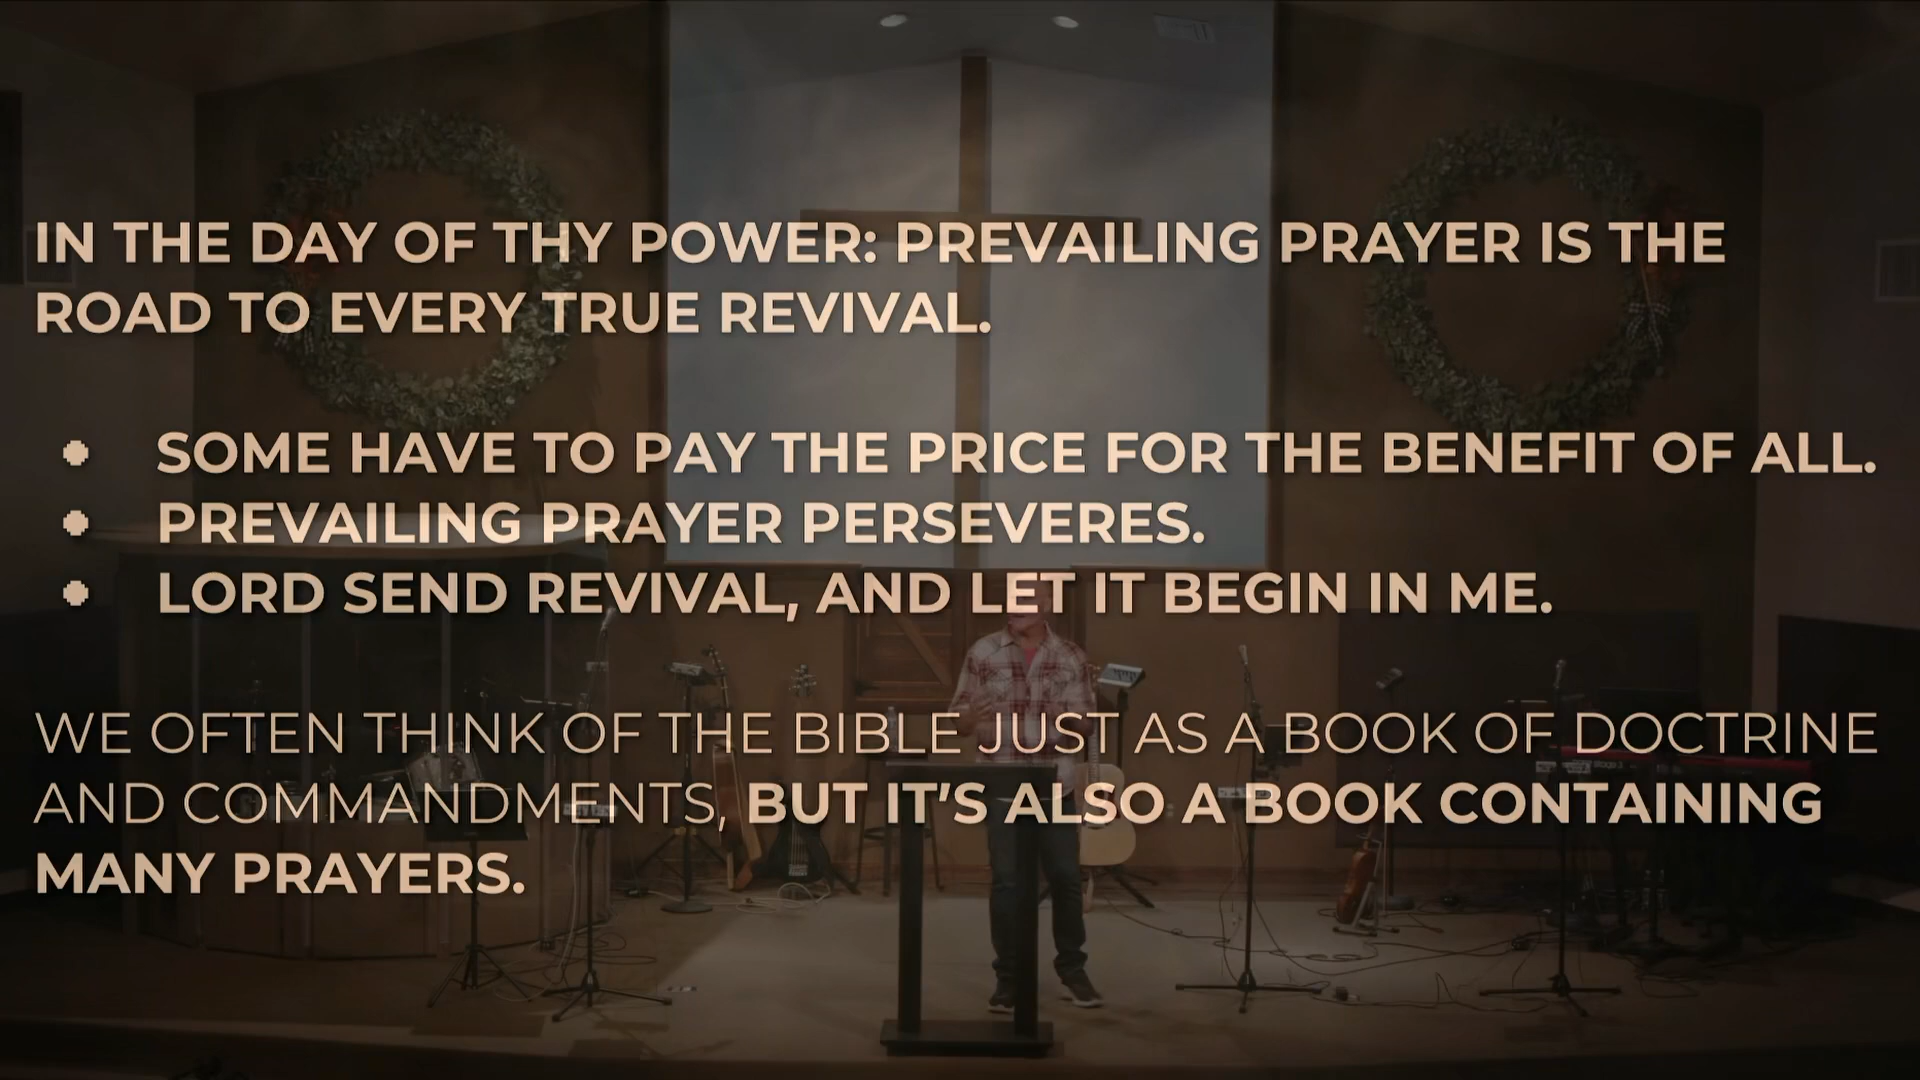 IN THE DAY OF THY POWER: PREVAILING PRAYER IS THE
ROAD TO EVERY TRUE REVIVAL.
• SOME HAVE TO PAY THE PRICE FOR THE BENEFIT OF ALL.
• PREVAILING PRAYER PERSEVERES.
• LORD SEND REVIVAL, AND LET IT BEGIN IN ME.
WE OFTEN THINK OF THE BIBLE JUST AS A BOOK OF DOCTRINE
AND COMMANDMENTS, BUT IT'S ALSO A BOOK CONTAINING
MANY PRAYERS.